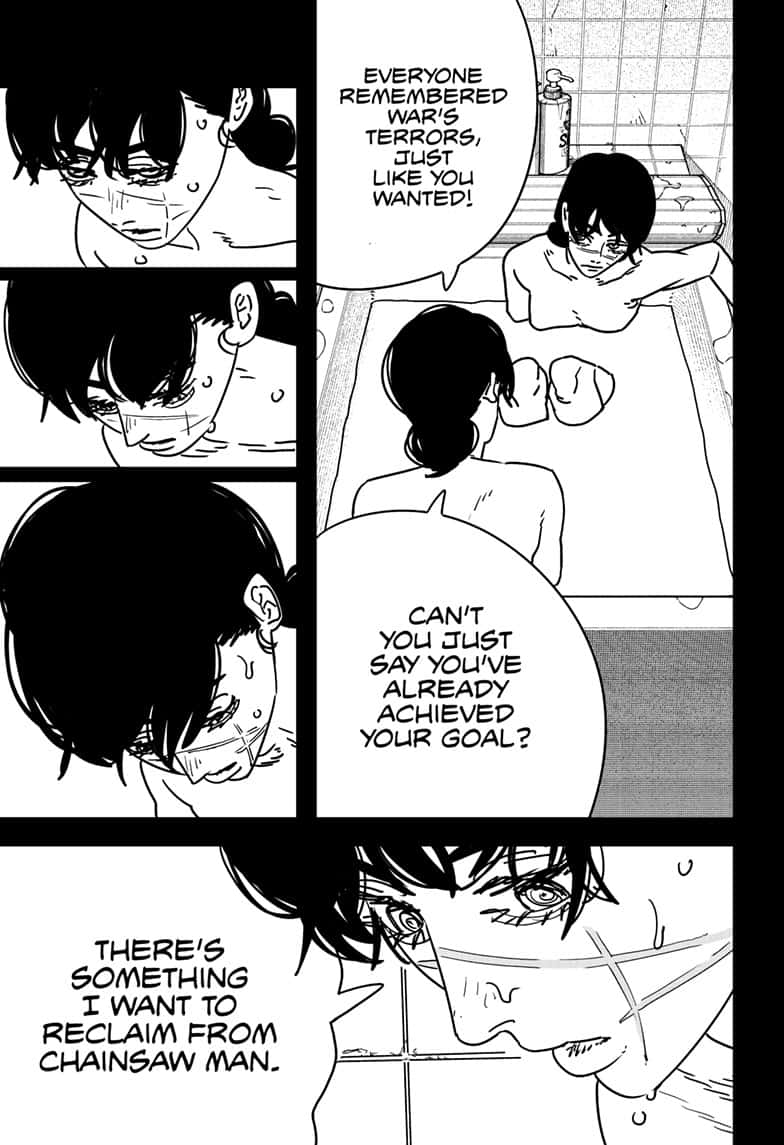 EVERYONE
REMEMBERED
WAR'S
TERRORS,
JUST
LIKE YOU
WANTED!
CAN'T
YOU JUST
SAY YOU'VE
ALREADY
ACHIEVED
YOUR GOAL?
THERE'S
SOMETHING
I WANT TO
RECLAIM FROM
CHAINSAW MAN.